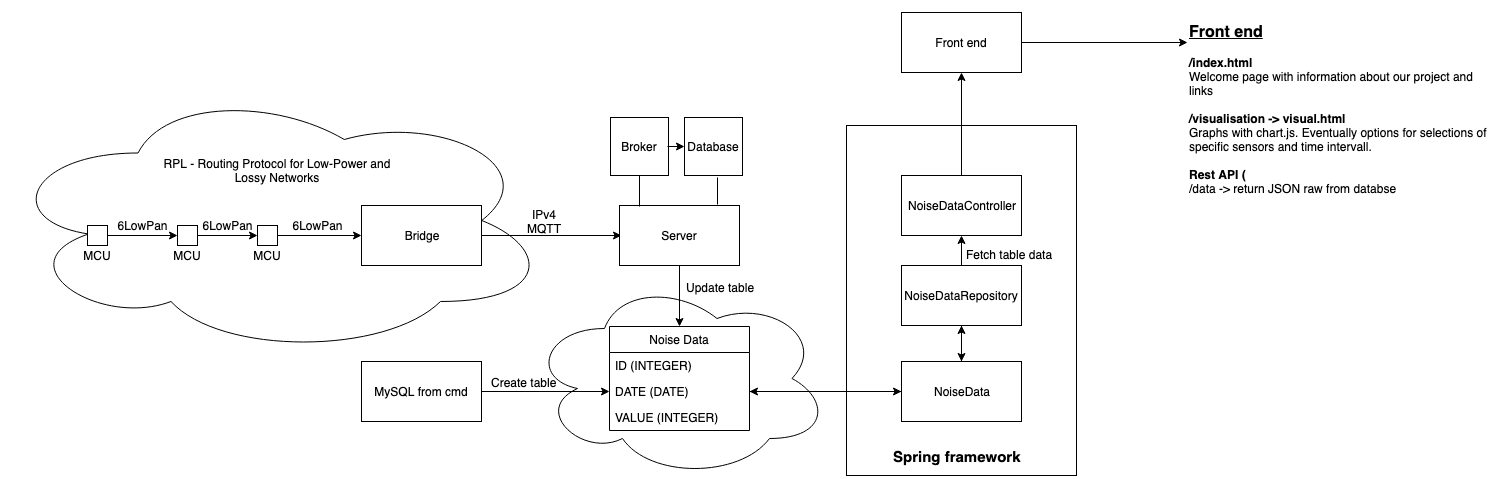 Front end
Front end
/index.html
Welcome page with information about our project and
links
/visualisation -> visual.html
Graphs with chart.js. Eventually options for selections of
specific sensors and time intervall.
Rest API (
/data -> return JSON raw from databse
RPL - Routing Protocol for Low-Power and
Lossy Networks
6LowPan
6LowPan
6LowPan
MCU
MCU
MCU
Bridge
IPv4
MQTT
Broker
Database
Server
Update table
MySQL from cmd
Create table
Noise Data
ID (INTEGER)
DATE (DATE)
VALUE (INTEGER)
NoiseDataController
Fetch table data
NoiseDataRepository
NoiseData
Spring framework